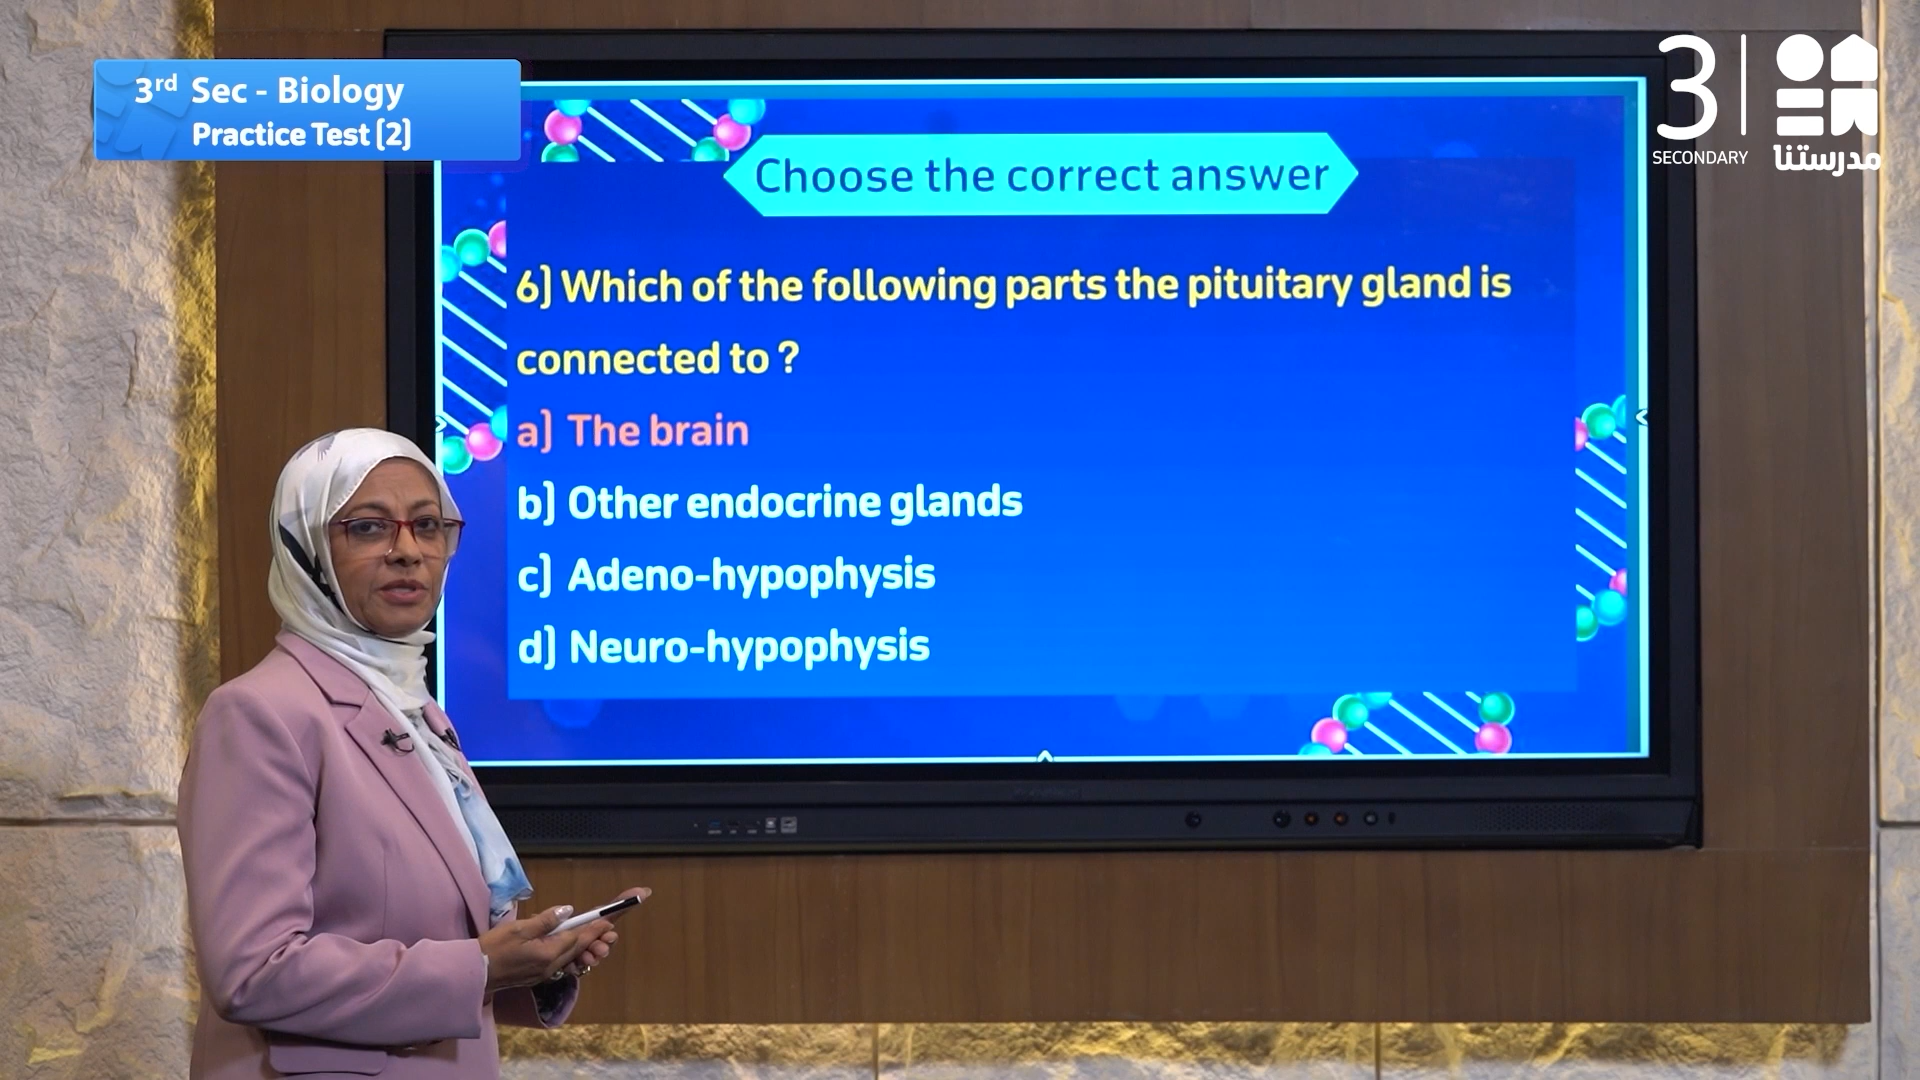 3rd Sec - Biology
Practice Test [2]
3
SECONDARY
مدرستنا
Choose the correct answer
6] Which of the following parts the pituitary gland is
connected to ?
a] The brain
b] Other endocrine glands
c] Adeno-hypophysis
d] Neuro-hypophysis